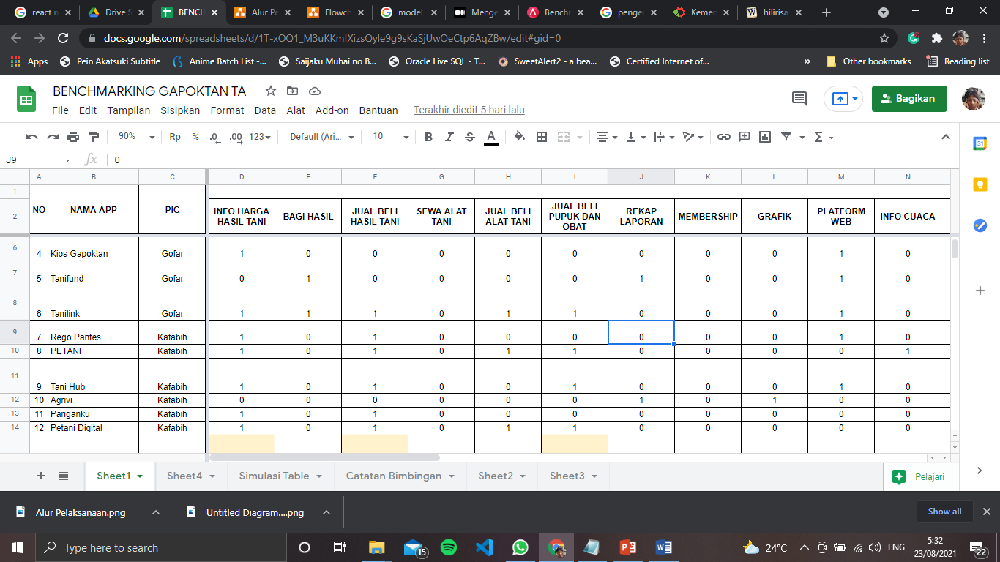 react n
Drive S
BENCH
Alur Pe
Flowch
model
Menge
Benchr
penge
Kemer
hilirisa
docs.google.com/spreadsheets/d/1T-xOQ1_M3uKKmIXizsQyle9g9sKaSjUwOeCtp6AqZBw/edit#gid=0
Apps Pein Akatsuki Subtitle Anime Batch List -... Saijaku Muhai no B... Oracle Live SQL - T... SweetAlert2 - a bea... Certified Internet of... » Other bookmarks Reading list
BENCHMARKING GAPOKTAN TA
File Edit Tampilan Sisipkan Format Data Alat Add-on Bantuan Terakhir diedit 5 hari lalu
Bagikan
90% Rp % .0 .00 123 Default (Ari... 10 B I S A
J9 fx 0
A B C D E F G H I J K L M N
1
2 NO NAMA APP PIC INFO HARGA HASIL TANI BAGI HASIL JUAL BELI HASIL TANI SEWA ALAT TANI JUAL BELI ALAT TANI JUAL BELI PUPUK DAN OBAT REKAP LAPORAN MEMBERSHIP GRAFIK PLATFORM WEB INFO CUACA
6 4 Kios Gapoktan Gofar 1 0 0 0 0 0 0 0 0 1 0
7 5 Tanifund Gofar 0 1 0 0 0 0 1 0 0 1 0
8 6 Tanilink Gofar 1 1 1 0 1 1 0 0 0 1 0
9 7 Rego Pantes Kafabih 1 0 1 0 0 0 0 0 0 1 0
10 8 PETANI Kafabih 1 0 1 0 1 1 0 0 0 0 1
11 9 Tani Hub Kafabih 1 0 1 0 0 1 0 0 0 1 0
12 10 Agrivi Kafabih 0 0 0 0 0 0 1 0 1 0 0
13 11 Panganku Kafabih 1 0 1 0 0 0 0 0 0 0 0
14 12 Petani Digital Kafabih 1 0 1 0 1 1 0 0 0 0 0
Sheet1 Sheet4 Simulasi Table Catatan Bimbingan Sheet2 Sheet3 Pelajari
31
Alur Pelaksanaan.png Untitled Diagram....png Show all
Type here to search 15 24°C ENG 5:32
23/08/2021 22